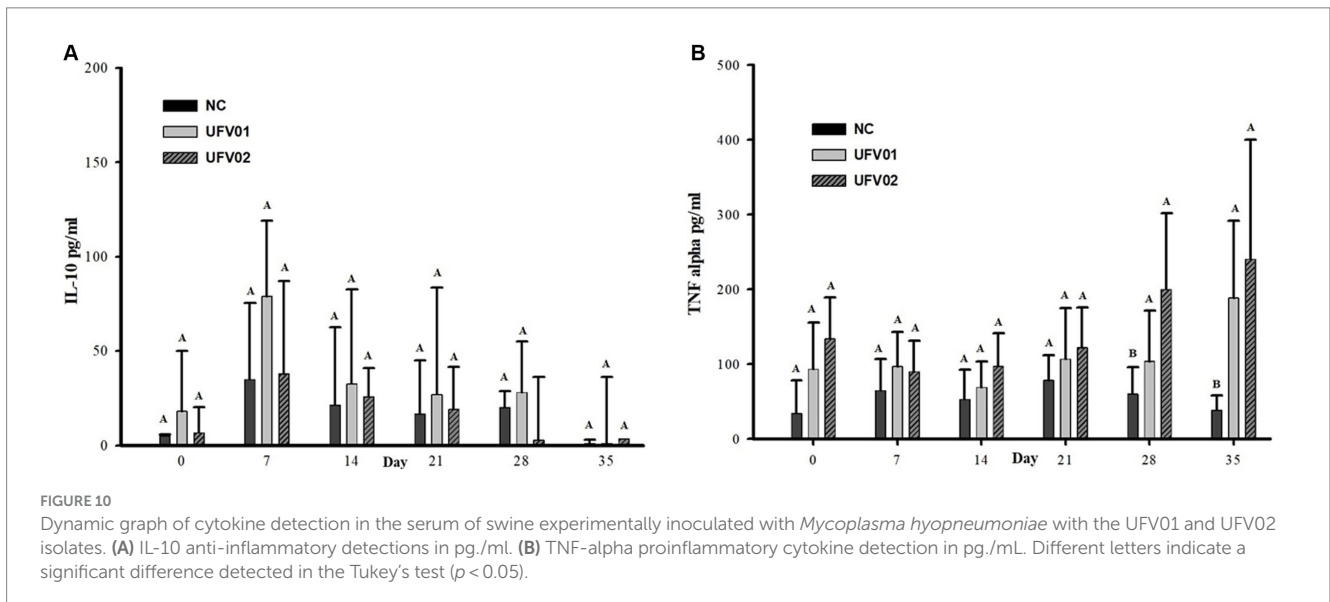 A
200
150
100
50
0
IL-10 pg/ml
NC
UFV01
UFV02
A A A A A A A A A A A A A A A A A
0 7 14 Day 21 28 35
B
500
400
300
200
100
0
TNF alpha pg/ml
NC
UFV01
UFV02
A A A A A A A A A A A A B A A B A A
0 7 14 Day 21 28 35
FIGURE 10
Dynamic graph of cytokine detection in the serum of swine experimentally inoculated with Mycoplasma hyopneumoniae with the UFV01 and UFV02
isolates. (A) IL-10 anti-inflammatory detections in pg./ml. (B) TNF-alpha proinflammatory cytokine detection in pg./mL. Different letters indicate a
significant difference detected in the Tukey's test (p < 0.05).